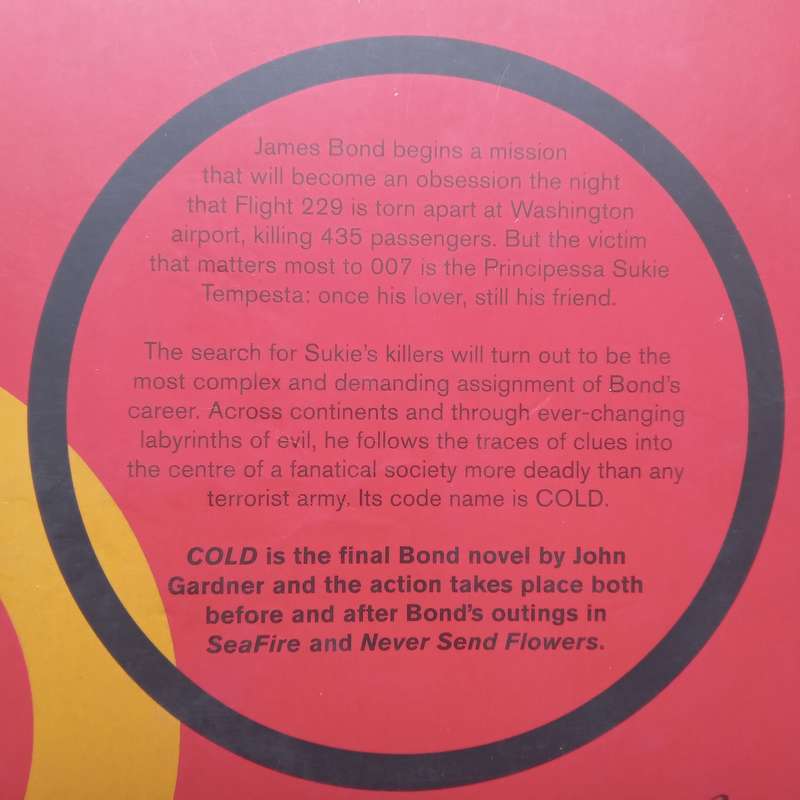 James Bond begins a mission
that will become an obsession the night
that Flight 229 is torn apart at Washington
airport, killing 435 passengers. But the victim
that matters most to 007 is the Principessa Sukie
Tempesta: once his lover, still his friend.
The search for Sukie's killers will turn out to be the
most complex and demanding assignment of Bond's
career. Across continents and through ever-changing
labyrinths of evil, he follows the traces of clues into
the centre of a fanatical society more deadly than any
terrorist army. Its code name is COLD.
COLD is the final Bond novel by John
Gardner and the action takes place both
before and after Bond's outings in
SeaFire and Never Send Flowers.